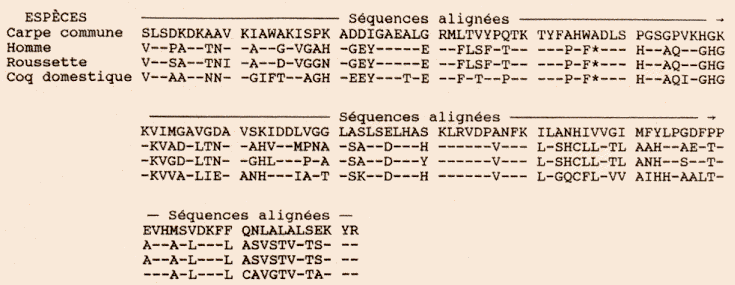 ESPÈCES ——— Séquences alignées ——— →
Carpe commune SLSDKDKAAV KIAWAKISPK ADDIGAEALG RMLTVYPQTK TYFAHWADLS PGSGPVKHGK
Homme V--PA--TN- -A--G-VGAH -GEY-----E -FLSF-T--- ---P-F*--- H--AQ--GHG
Roussette V--SA--TNI -A--D-VGGN -GEY-----E -FLSF-T--- ---P-F*--- H--AQ--GHG
Coq domestique V--AA--NN- -GIFT--AGH -EEY---T-E -F-T--P--- ---P-F*--- H--AQI-GHG
——— Séquences alignées ——— →
KVIMGAVGDA VSKIDDLVGG LASLSELHAS KLRVDPANFK ILANHIVVGI MFYLPGDFPP
-KVAD-LTN- -AHV--MPNA -SA--D---H ------V--- L-SHCLL-TL AAH--AE-T-
-KVGD-LTN- -GHL---P-A -SA--D---Y ------V--- L-SHCLL-TL ANH--S--T-
-KVVA-LIE- ANH---IA-T -SK--D---H ------V--- L-GQCFL-VV AIHH-AALT-
— Séquences alignées —
EVHMSVDKFF QNLALALSEK YR
A--A-L---L ASVSTV-TS- --
A--A-L---L ASVSTV-TS- --
---A-L---L CAVGTV-TA- --